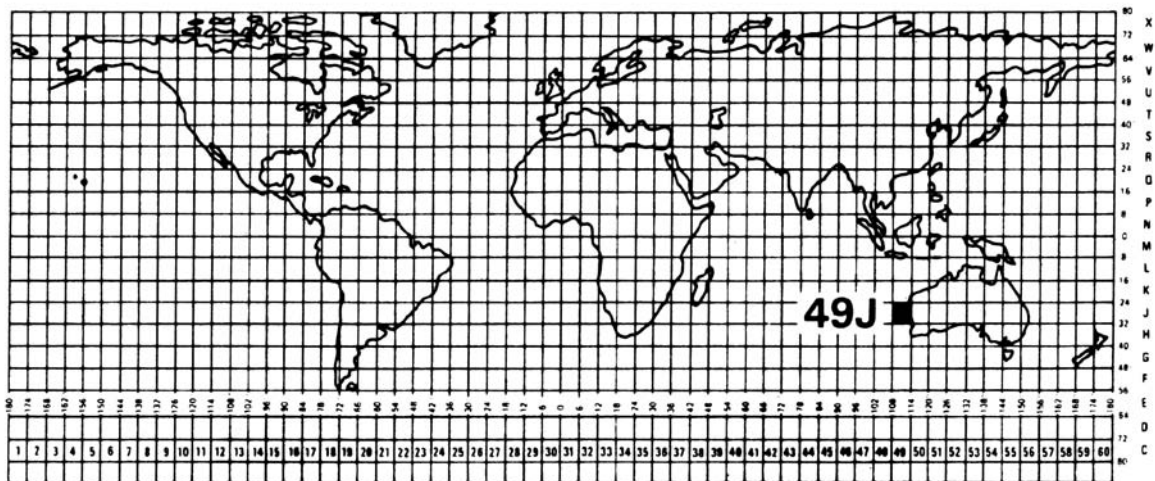 80
X
72
W
64
V
56
U
48
T
40
S
32
R
24
Q
16
P
8
N
0
M
8
L
16
K
24
49J
J
32
H
40
G
48
F
56
180 174 168 162 156 150 144 138 132 126 120 114 108 102 96 90 84 78 72 66 60 54 48 42 36 30 24 18 12 6 0 6 12 18 24 30 36 42 48 54 60 66 72 78 84 90 96 102 108 114 120 126 132 138 144 150 156 162 168 174 180
E
64
D
72
1 2 3 4 5 6 7 8 9 10 11 12 13 14 15 16 17 18 19 20 21 22 23 24 25 26 27 28 29 30 31 32 33 34 35 36 37 38 39 40 41 42 43 44 45 46 47 48 49 50 51 52 53 54 55 56 57 58 59 60
C
80